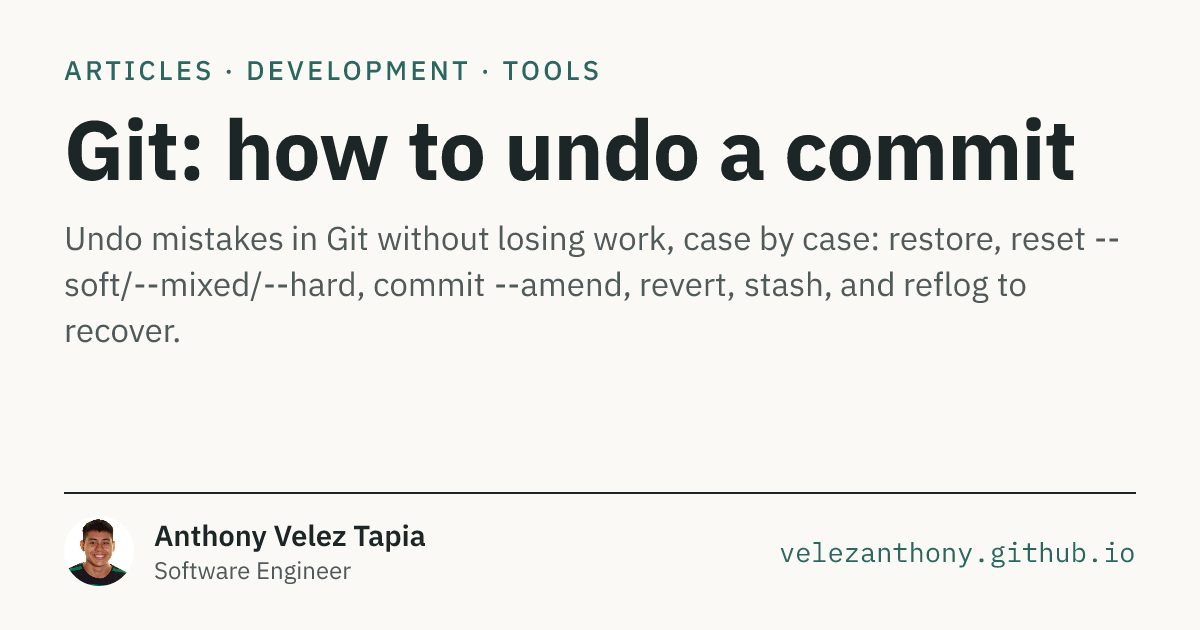 ARTICLES · DEVELOPMENT · TOOLS
Git: how to undo a commit
Undo mistakes in Git without losing work, case by case: restore, reset --
soft/--mixed/--hard, commit --amend, revert, stash, and reflog to
recover.
Anthony Velez Tapia
Software Engineer
velezanthony.github.io